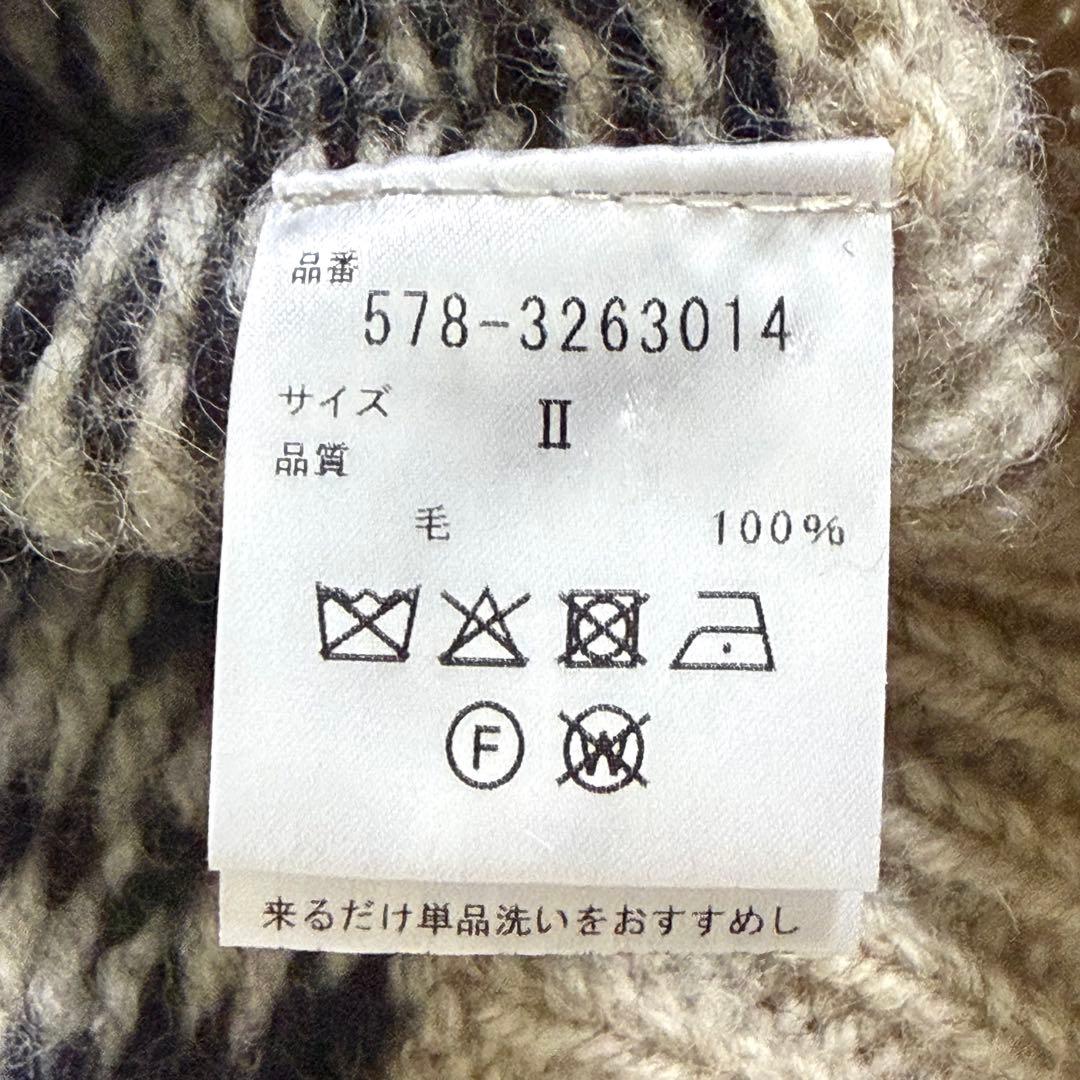 品番
578-3263014
サイズ II
品質
毛 100%
F W
来るだけ単品洗いをおすすめし